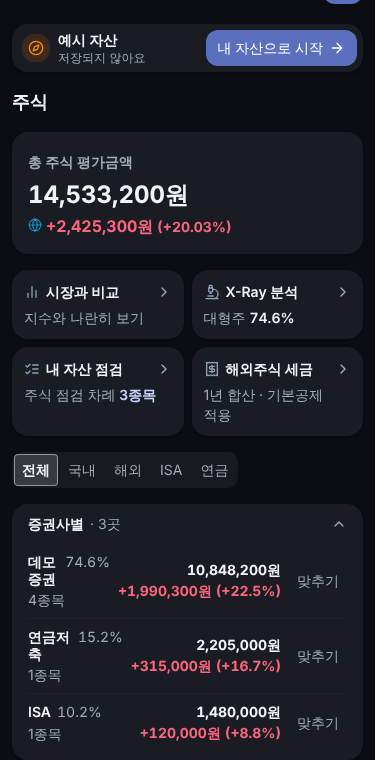 예시 자산
저장되지 않아요
내 자산으로 시작 →
주식
총 주식 평가금액
14,533,200원
+2,425,300원 (+20.03%)
시장과 비교
지수와 나란히 보기
X-Ray 분석
대형주 74.6%
내 자산 점검
주식 점검 차례 3종목
해외주식 세금
1년 합산 · 기본공제
적용
전체 국내 해외 ISA 연금
증권사별 · 3곳
데모 74.6%
증권
4종목
10,848,200원
+1,990,300원 (+22.5%)
맞추기
연금저 15.2%
축
1종목
2,205,000원
+315,000원 (+16.7%)
맞추기
ISA 10.2%
1종목
1,480,000원
+120,000원 (+8.8%)
맞추기